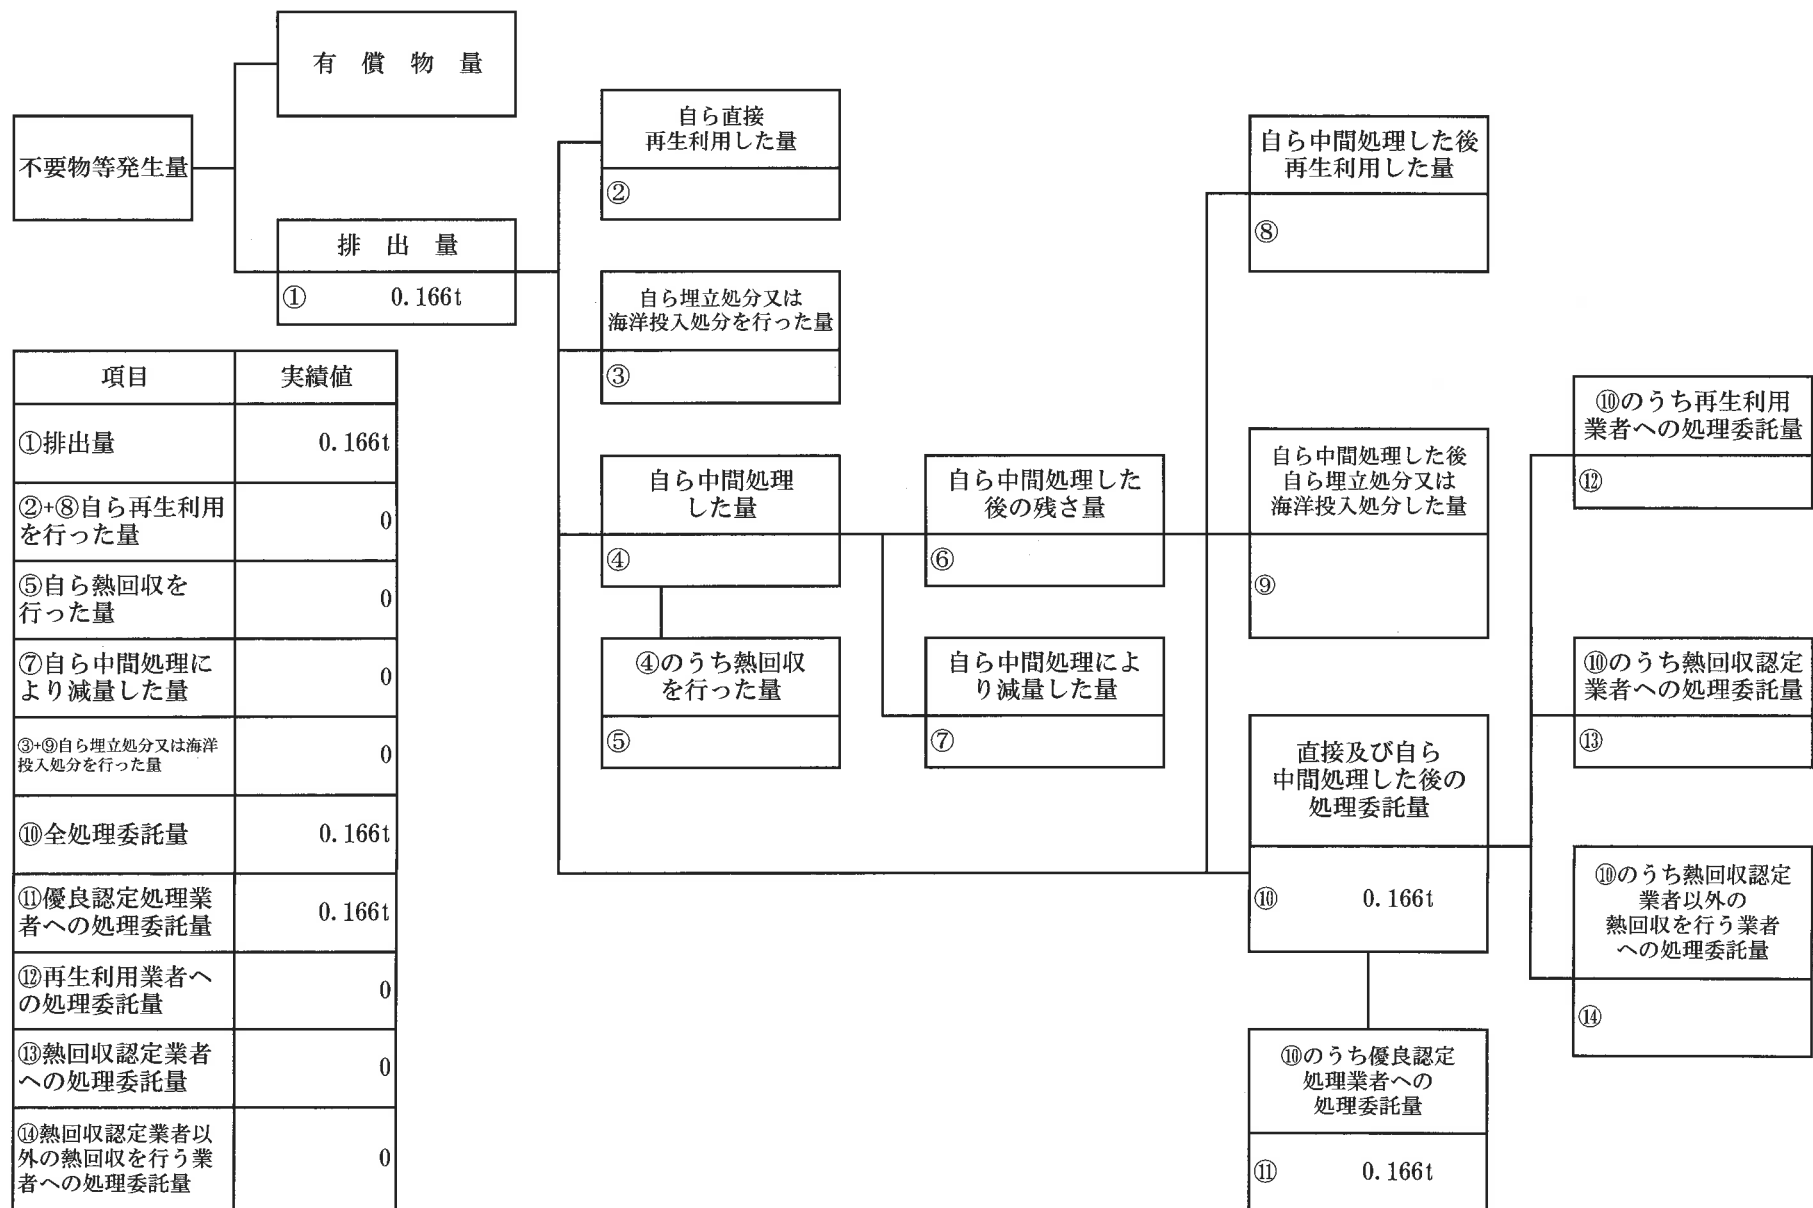 有償物量
不要物等発生量
排出量
① 0.166t
自ら直接
再生利用した量
②
自ら埋立処分又は
海洋投入処分を行った量
③
自ら中間処理
した量
④
④のうち熱回収
を行った量
⑤
自ら中間処理した
後の残さ量
⑥
自ら中間処理によ
り減量した量
⑦
自ら中間処理した後
再生利用した量
⑧
自ら中間処理した後
自ら埋立処分又は
海洋投入処分した量
⑨
直接及び自ら
中間処理した後の
処理委託量
⑩ 0.166t
⑩のうち優良認定
処理業者への
処理委託量
⑪ 0.166t
⑩のうち再生利用
業者への処理委託量
⑫
⑩のうち熱回収認定
業者への処理委託量
⑬
⑩のうち熱回収認定
業者以外の
熱回収を行う業者
への処理委託量
⑭
項目 実績値
①排出量 0.166t
②+⑧自ら再生利用
を行った量 0
⑤自ら熱回収を
行った量 0
⑦自ら中間処理に
より減量した量 0
③+⑨自ら埋立処分又は海洋
投入処分を行った量 0
⑩全処理委託量 0.166t
⑪優良認定処理業
者への処理委託量 0.166t
⑫再生利用業者へ
の処理委託量 0
⑬熱回収認定業者
への処理委託量 0
⑭熱回収認定業者以
外の熱回収を行う業
者への処理委託量 0